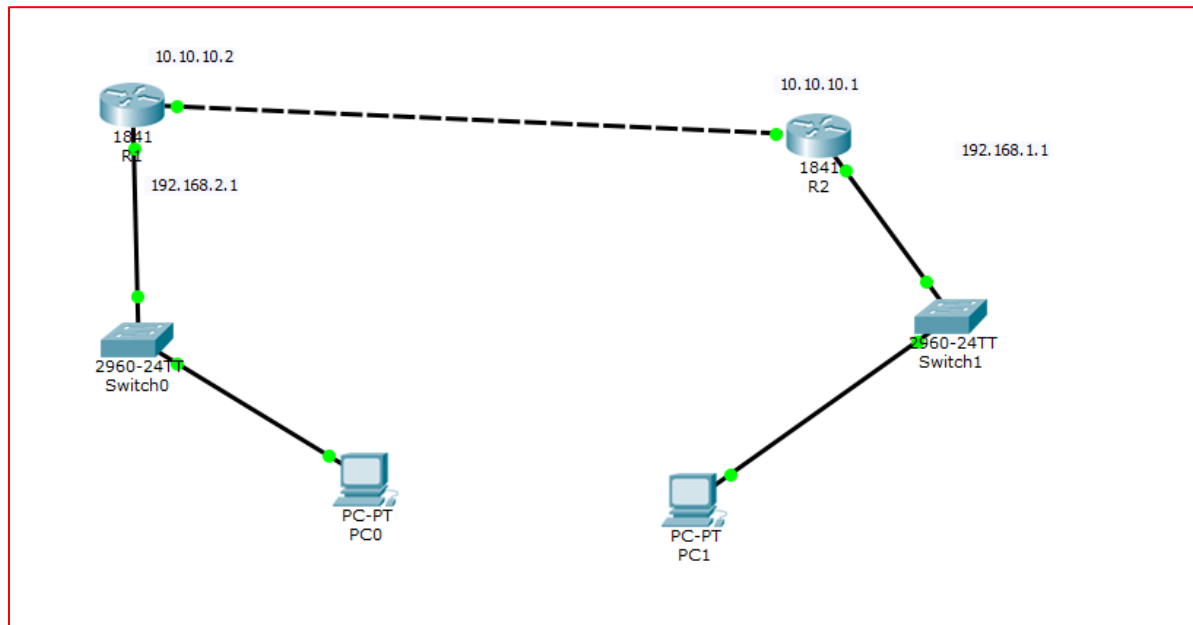 10.10.10.2
1841
R1
192.168.2.1
10.10.10.1
1841
R2
192.168.1.1
2960-24TT
Switch0
2960-24TT
Switch1
PC-PT
PC0
PC-PT
PC1